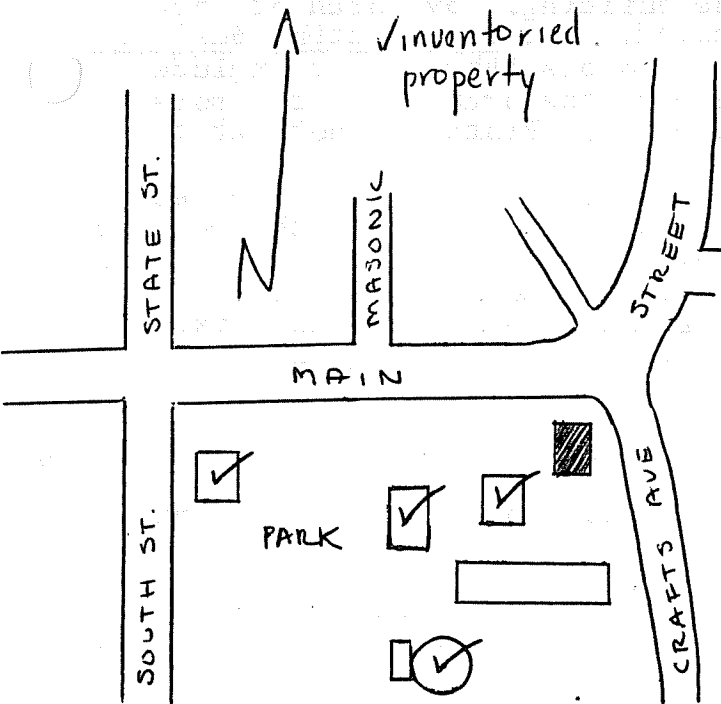 ✓inventoried
property
N
STATE ST.
MASONIC
STREET
MAIN
PARK
SOUTH ST.
CRAFTS AVE